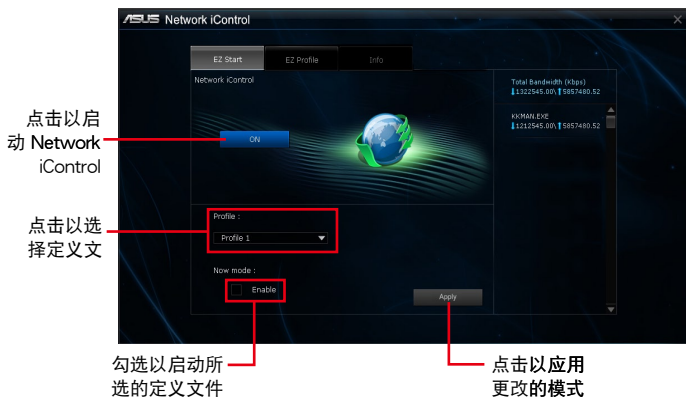 ASUS Network iControl
EZ Start
EZ Profile
Info
Network iControl
ON
Total Bandwidth (Kbps)
1322545.00\ 5857480.52
KKMAN.EXE
1212545.00\ 5857480.52
Profile :
Profile 1
Now mode :
Enable
Apply
点击以启
动 Network
iControl
点击以选
择定义文
勾选以启动所
选的定义文件
点击以应用
更改的模式